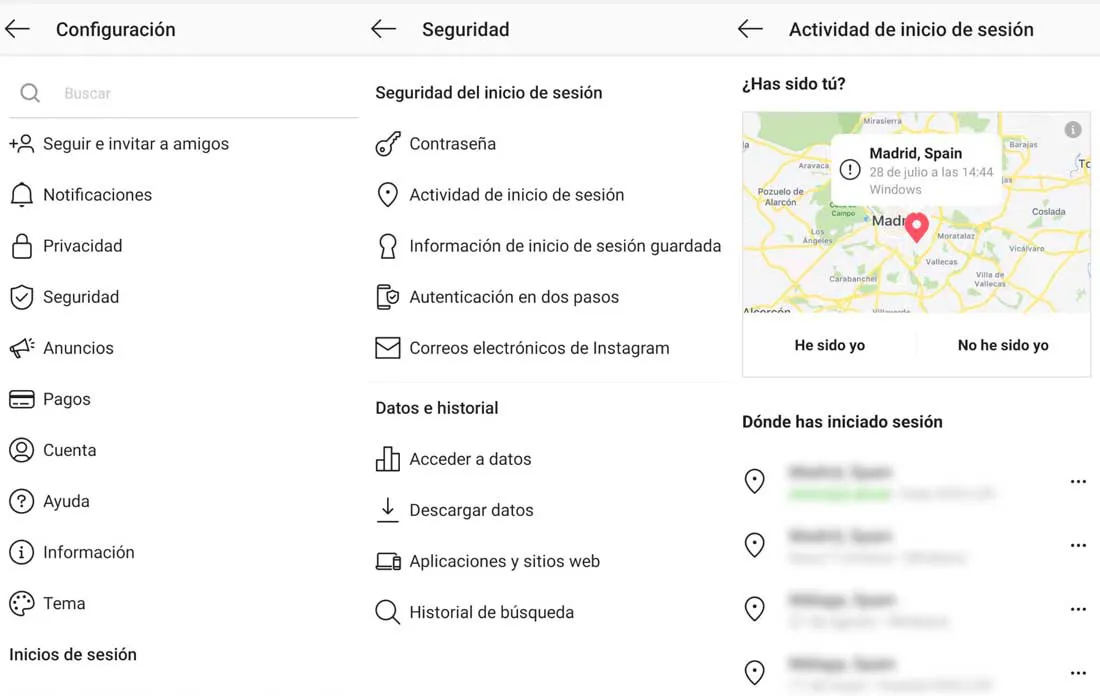 Configuración
Buscar
Seguir e invitar a amigos
Notificaciones
Privacidad
Seguridad
Anuncios
Pagos
Cuenta
Ayuda
Información
Tema
Inicios de sesión
Seguridad
Seguridad del inicio de sesión
Contraseña
Actividad de inicio de sesión
Información de inicio de sesión guardada
Autenticación en dos pasos
Correos electrónicos de Instagram
Datos e historial
Acceder a datos
Descargar datos
Aplicaciones y sitios web
Historial de búsqueda
Actividad de inicio de sesión
¿Has sido tú?
Mirasierra
Barajas
Madrid, Spain
28 de julio a las 14:44
Windows
Aravaca
Pozuelo de
Alarcón
Campo
Coslada
Madr
Los
Ángeles
Moratalaz
Vicálvaro
Vallecas
Carabanchel
Villa de
Vallecas
Alcorcón
Villaverde
He sido yo
No he sido yo
Dónde has iniciado sesión